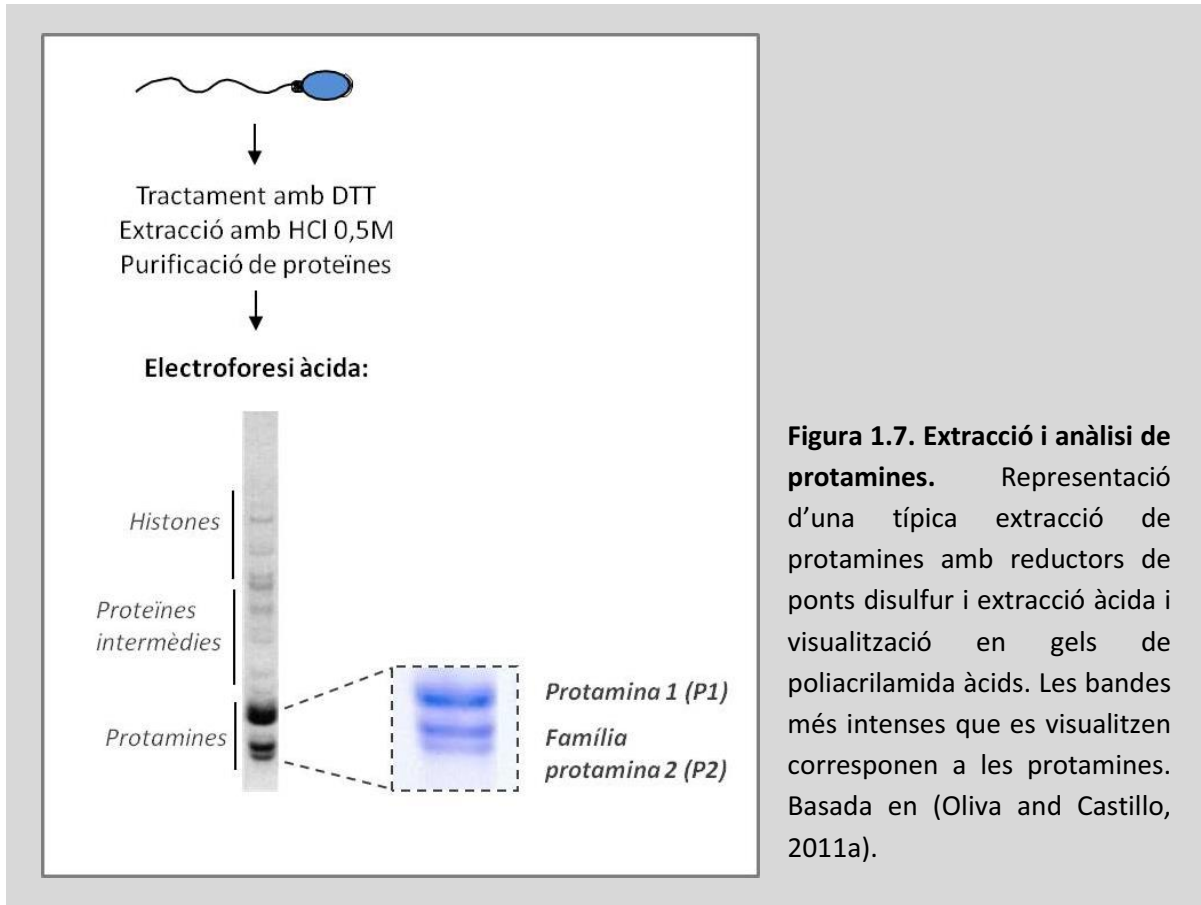 Tractament amb DTT
Extracció amb HCl 0,5M
Purificació de proteïnes
Electroforesi àcida:
Histones
Proteïnes
intermèdies
Protamines
Protamina 1 (P1)
Família
protamina 2 (P2)
Figura 1.7. Extracció i anàlisi de
protamines. Representació
d’una típica extracció de
protamines amb reductors de
ponts disulfur i extracció àcida i
visualització en gels de
poliacrilamida àcids. Les bandes
més intenses que es visualitzen
corresponen a les protamines.
Basada en (Oliva and Castillo,
2011a).